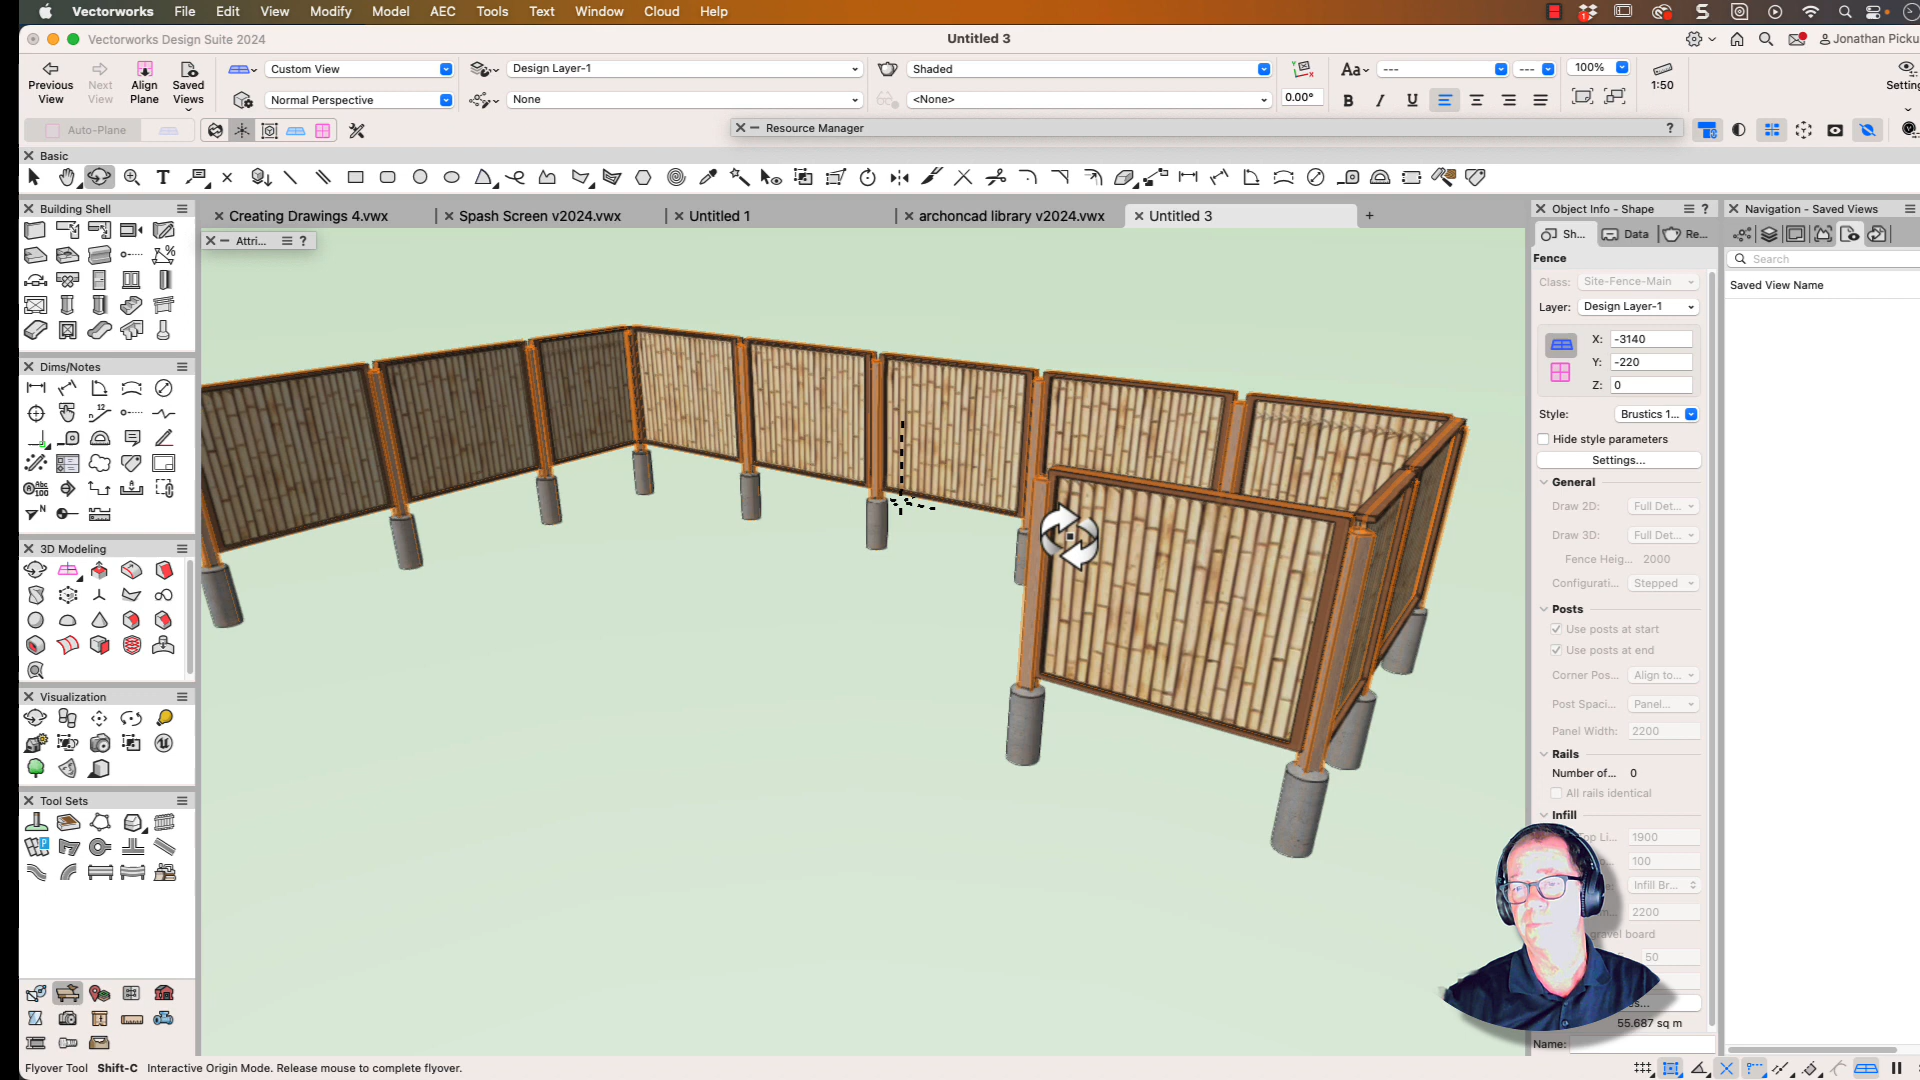 Vectorworks File Edit View Modify Model AEC Tools Text Window Cloud Help
Vectorworks Design Suite 2024
Untitled 3
Jonathan Picku
Previous View
Next View
Align Plane
Saved Views
Custom View
Normal Perspective
Design Layer-1
None
Shaded
<None>
0.00°
Aa
---
---
100%
B I U
1:50
Setting
Auto-Plane
Resource Manager
?
Basic
Building Shell
Creating Drawings 4.vwx
Spash Screen v2024.vwx
Untitled 1
archoncad library v2024.vwx
Untitled 3
Attri...
?
Dims/Notes
3D Modeling
Visualization
Tool Sets
Object Info - Shape
?
Sh...
Data
Re...
Fence
Class: Site-Fence-Main
Layer: Design Layer-1
X: -3140
Y: -220
Z: 0
Style: Brustics 1...
Hide style parameters
Settings...
General
Draw 2D: Full Det...
Draw 3D: Full Det...
Fence Heig... 2000
Configurati... Stepped
Posts
Use posts at start
Use posts at end
Corner Pos... Align to...
Post Spaci... Panel...
Panel Width: 2200
Rails
Number of... 0
All rails identical
Infill
1900
100
Infill Br...
2200
gravel board
50
55.687 sq m
Name:
Navigation - Saved Views
Search
Saved View Name
Flyover Tool Shift-C Interactive Origin Mode. Release mouse to complete flyover.